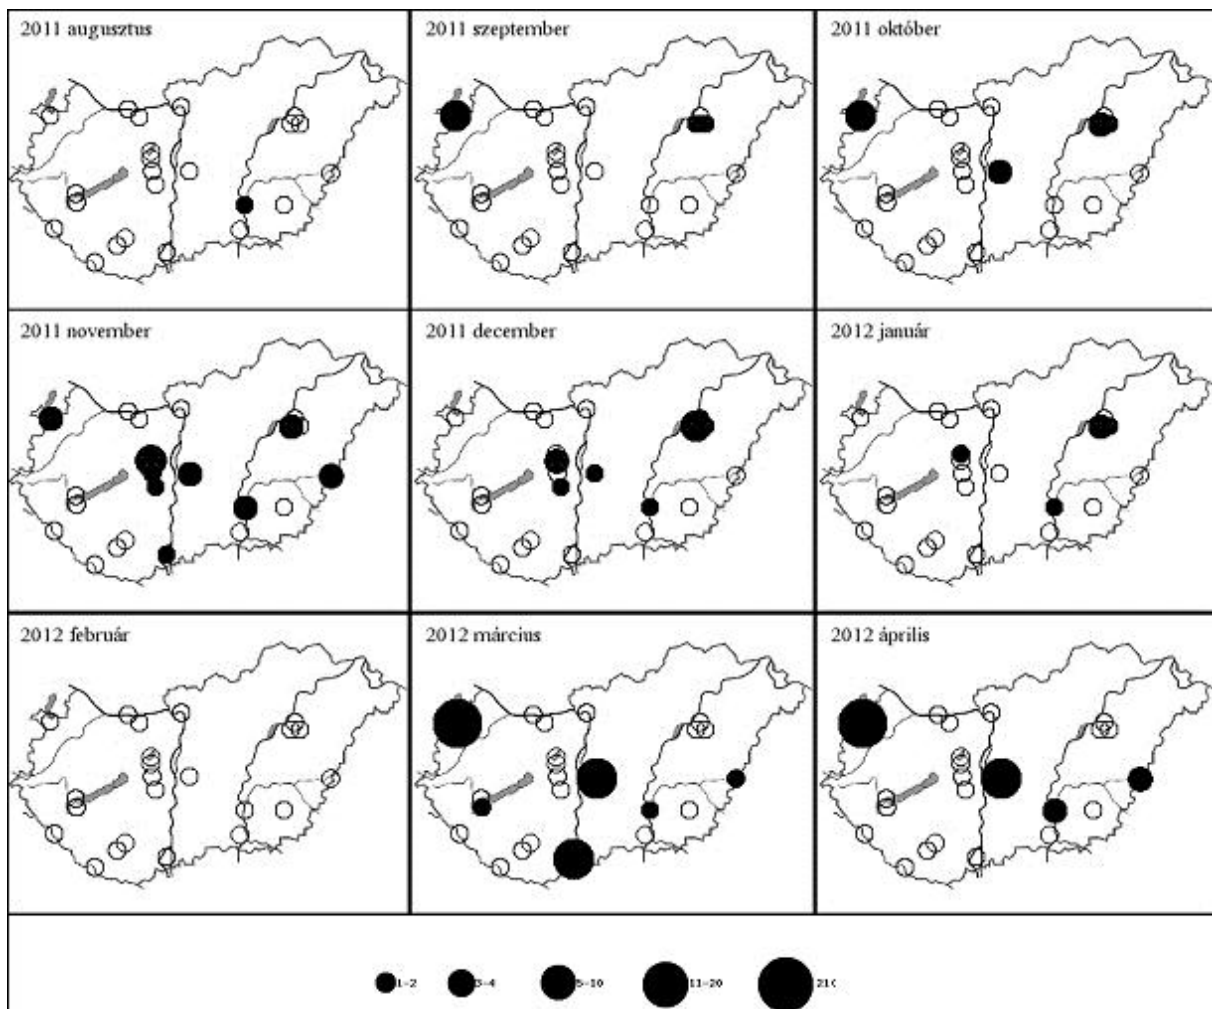 2011 augusztus
2011 szeptember
2011 október
2011 november
2011 december
2012 január
2012 február
2012 március
2012 április
1-2
3-4
5-10
11-20